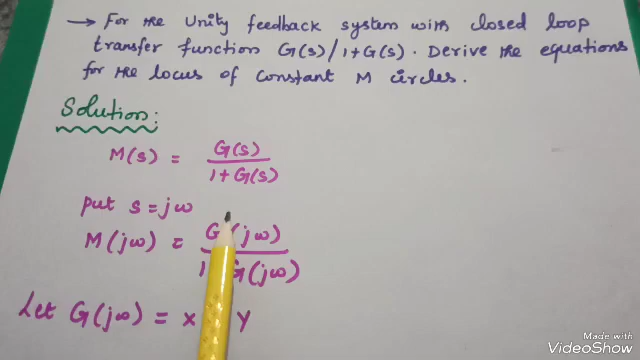 → For the Unity feedback system with closed loop
transfer function G(s)/1+G(s). Derive the equations
for the locus of constant M circles.
Solution:
M(s) = G(s) / 1+G(s)
put s=jω
M(jω) = G(jω) / 1 G(jω)
Let G(jω) = x y
Made with
VideoShow